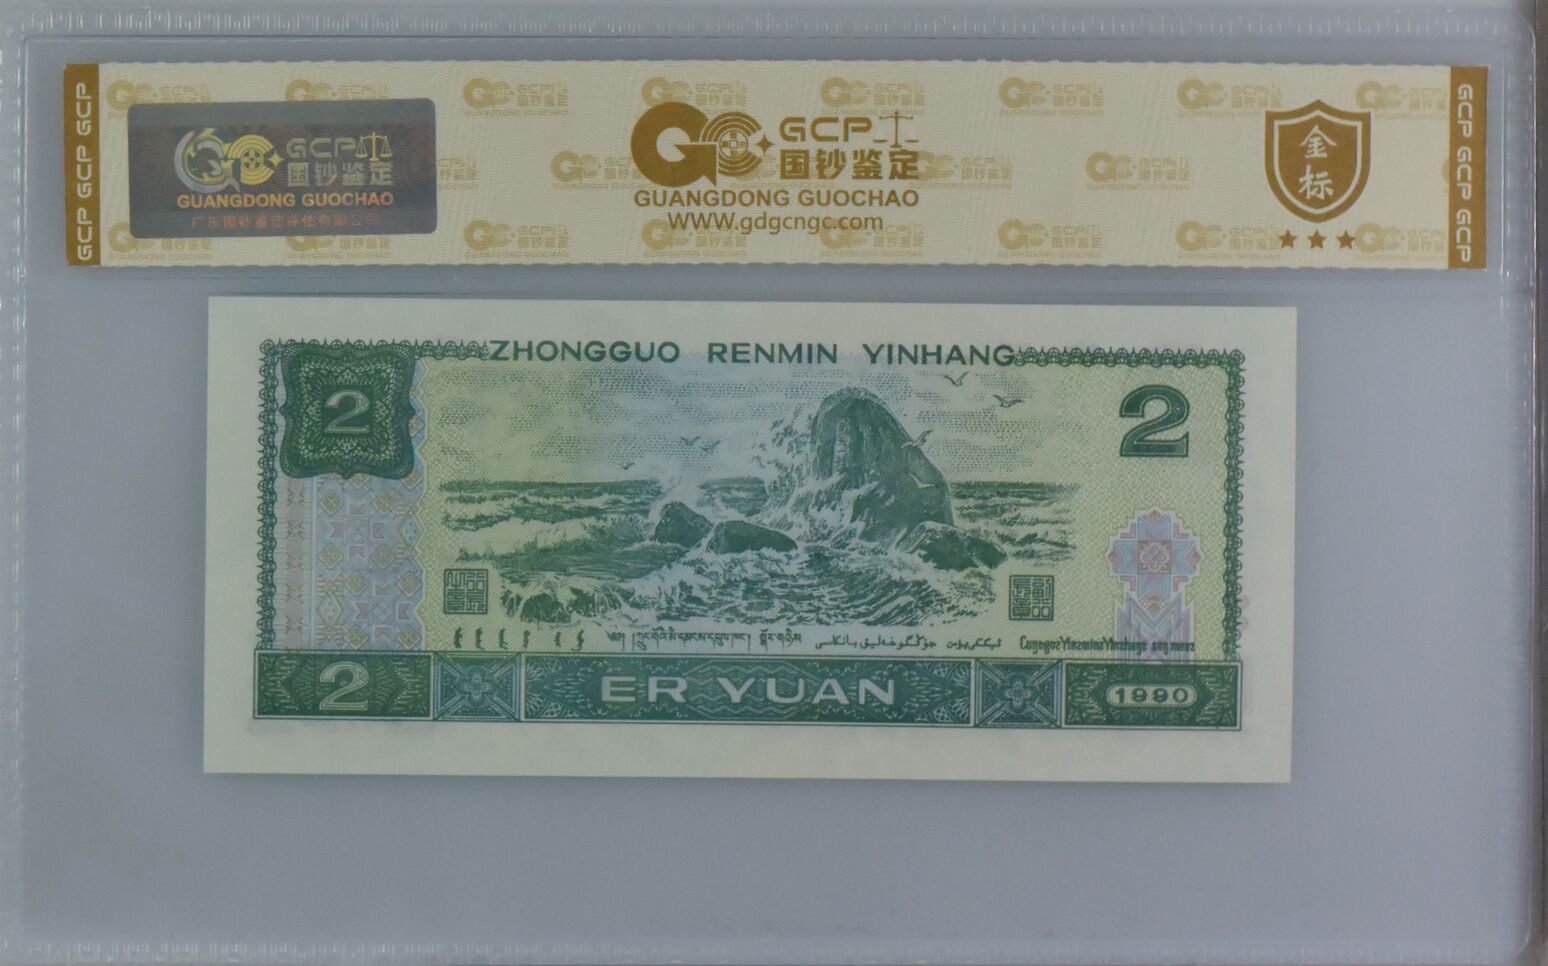 GCP GCP GCP
GCP
国钞鉴定
GUANGDONG GUOCHAO
广东国钞鉴定评估有限公司
GCP
国钞鉴定
GUANGDONG GUOCHAO
WWW.gdgcngc.com
金标
GCP GCP GCP
ZHONGGUO RENMIN YINHANG
2
2
2
ER YUAN
1990